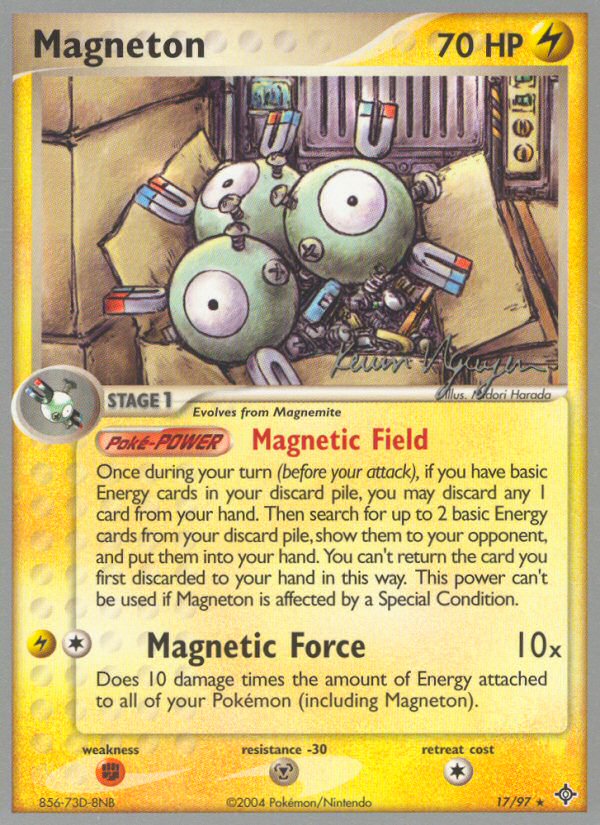 Magneton 70 HP
Kevin Nguyen
Illus. Midori Harada
STAGE 1
Evolves from Magnemite
Poké-POWER Magnetic Field
Once during your turn (before your attack), if you have basic
Energy cards in your discard pile, you may discard any 1
card from your hand. Then search for up to 2 basic Energy
cards from your discard pile, show them to your opponent,
and put them into your hand. You can't return the card you
first discarded to your hand in this way. This power can't
be used if Magneton is affected by a Special Condition.
Magnetic Force 10x
Does 10 damage times the amount of Energy attached
to all of your Pokémon (including Magneton).
weakness resistance -30 retreat cost
856-73D-8NB ©2004 Pokémon/Nintendo 17/97 ★